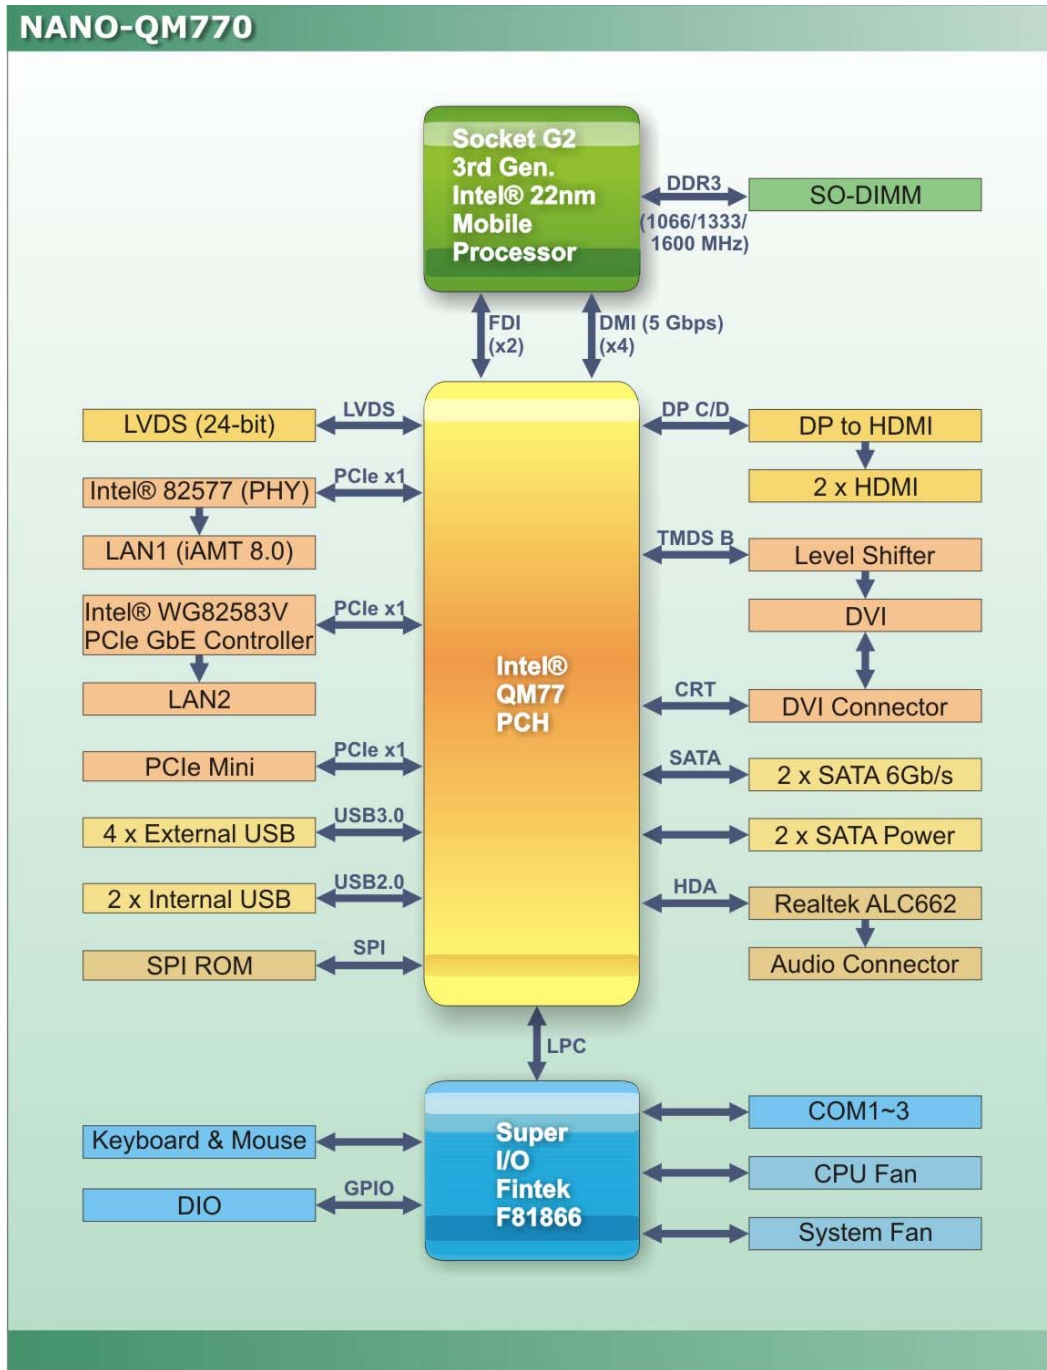 NANO-QM770
Socket G2
3rd Gen.
Intel® 22nm
Mobile
Processor
DDR3
(1066/1333/
1600 MHz)
SO-DIMM
FDI
(x2)
DMI (5 Gbps)
(x4)
LVDS (24-bit)
LVDS
Intel® 82577 (PHY)
PCIe x1
LAN1 (iAMT 8.0)
Intel® WG82583V
PCIe GbE Controller
PCIe x1
LAN2
PCIe Mini
PCIe x1
4 x External USB
USB3.0
2 x Internal USB
USB2.0
SPI ROM
SPI
Intel®
QM77
PCH
DP C/D
DP to HDMI
2 x HDMI
TMDS B
Level Shifter
DVI
CRT
DVI Connector
SATA
2 x SATA 6Gb/s
2 x SATA Power
HDA
Realtek ALC662
Audio Connector
LPC
Keyboard & Mouse
DIO
GPIO
Super
I/O
Fintek
F81866
COM1~3
CPU Fan
System Fan